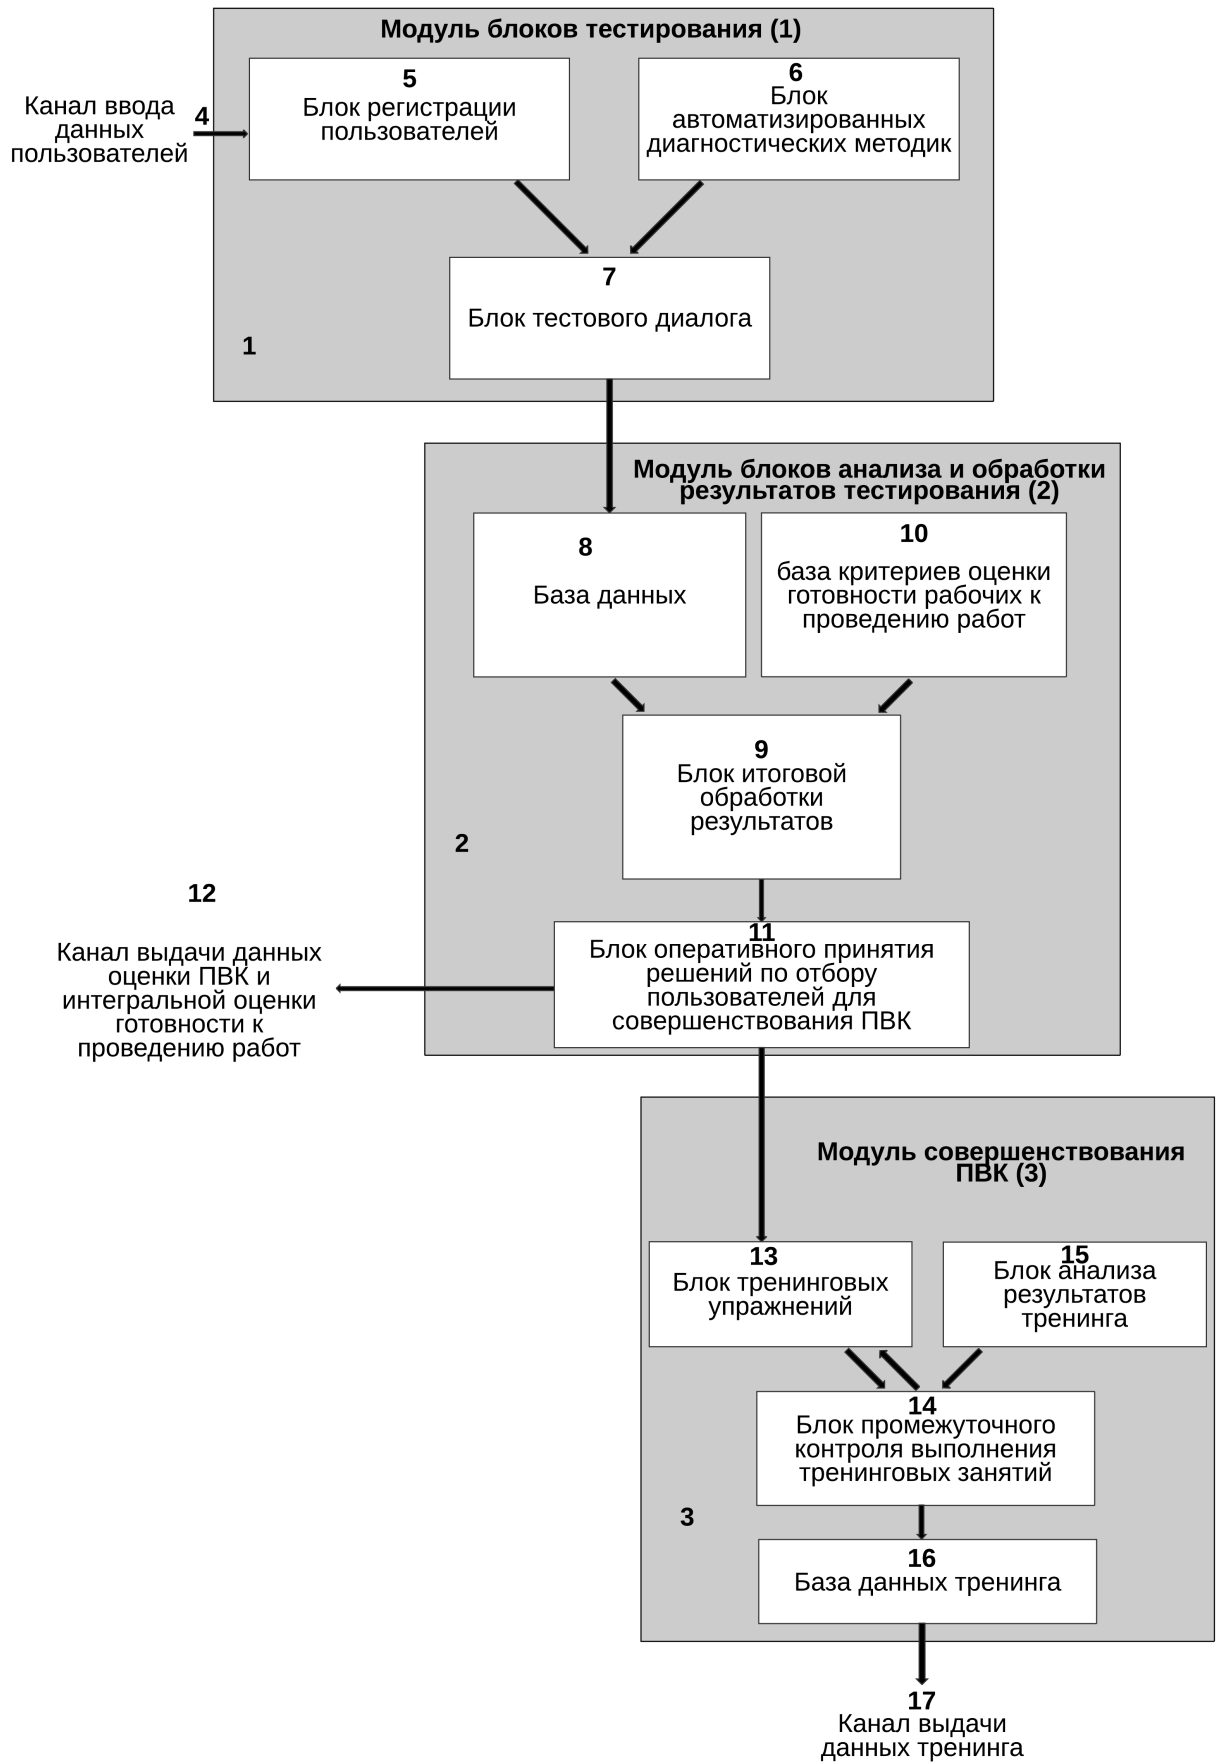 Модуль блоков тестирования (1)
Канал ввода
данных
пользователей
4
5
Блок регистрации
пользователей
6
Блок
автоматизированных
диагностических методик
7
Блок тестового диалога
1
Модуль блоков анализа и обработки
результатов тестирования (2)
8
База данных
10
база критериев оценки
готовности рабочих к
проведению работ
9
Блок итоговой
обработки
результатов
2
12
Канал выдачи данных
оценки ПВК и
интегральной оценки
готовности к
проведению работ
11
Блок оперативного принятия
решений по отбору
пользователей для
совершенствования ПВК
Модуль совершенствования
ПВК (3)
13
Блок тренинговых
упражнений
15
Блок анализа
результатов
тренинга
14
Блок промежуточного
контроля выполнения
тренинговых занятий
3
16
База данных тренинга
17
Канал выдачи
данных тренинга